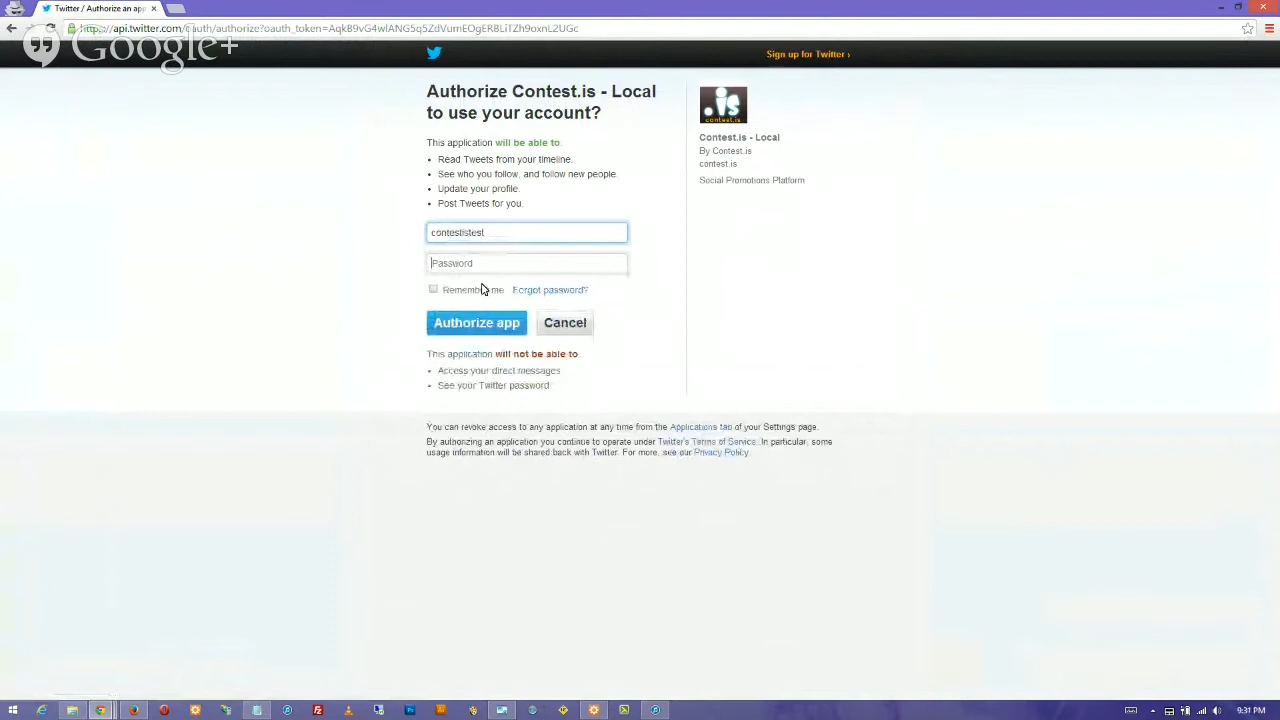 Twitter / Authorize an app
https://api.twitter.com/oauth/authorize?oauth_token=AqkB9vG4wlANG5q5ZdVumEOgERBLiTZh9oxnL2UGc
Google+
Sign up for Twitter ›
Authorize Contest.is - Local
to use your account?
This application will be able to:
• Read Tweets from your timeline.
• See who you follow, and follow new people.
• Update your profile.
• Post Tweets for you.
contestistest
Password
Remember me Forgot password?
Authorize app Cancel
This application will not be able to:
• Access your direct messages
• See your Twitter password
.is
contest.is
Contest.is - Local
By Contest.is
contest.is
Social Promotions Platform
You can revoke access to any application at any time from the Applications tab of your Settings page.
By authorizing an application you continue to operate under Twitter's Terms of Service. In particular, some
usage information will be shared back with Twitter. For more, see our Privacy Policy.
9:31 PM